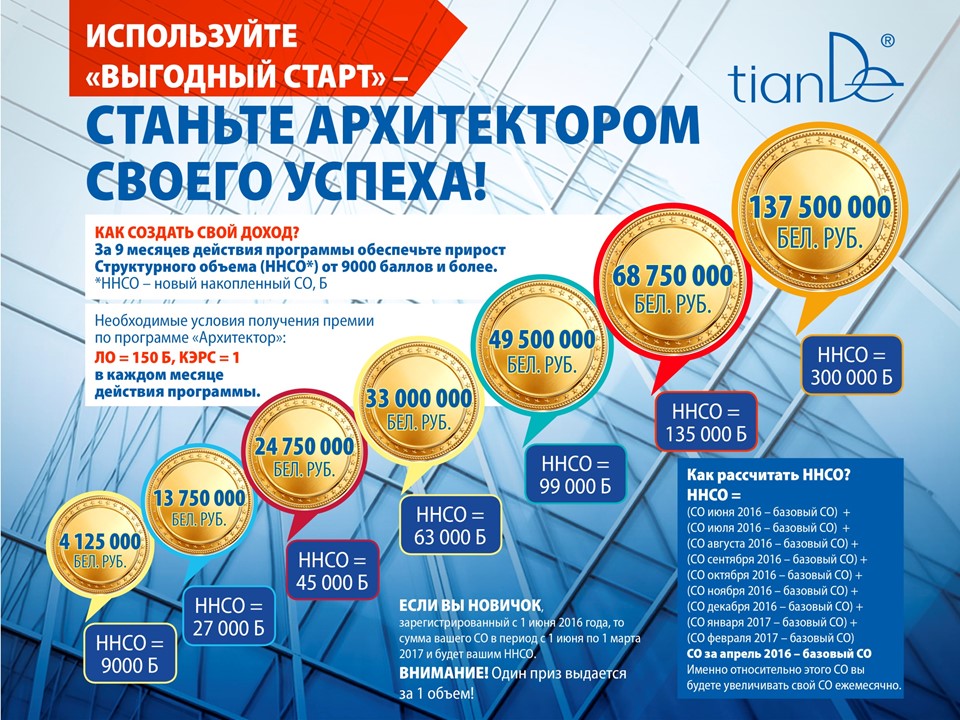 ИСПОЛЬЗУЙТЕ
«ВЫГОДНЫЙ СТАРТ» –
СТАНЬТЕ АРХИТЕКТОРОМ
СВОЕГО УСПЕХА!
tianDe®
КАК СОЗДАТЬ СВОЙ ДОХОД?
За 9 месяцев действия программы обеспечьте прирост
Структурного объема (ННСО*) от 9000 баллов и более.
*ННСО – новый накопленный СО, Б
Необходимые условия получения премии
по программе «Архитектор»:
ЛО = 150 Б, КЭРС = 1
в каждом месяце
действия программы.
4 125 000
БЕЛ. РУБ.
ННСО =
9000 Б
13 750 000
БЕЛ. РУБ.
ННСО =
27 000 Б
24 750 000
БЕЛ. РУБ.
ННСО =
45 000 Б
33 000 000
БЕЛ. РУБ.
ННСО =
63 000 Б
49 500 000
БЕЛ. РУБ.
ННСО =
99 000 Б
68 750 000
БЕЛ. РУБ.
ННСО =
135 000 Б
137 500 000
БЕЛ. РУБ.
ННСО =
300 000 Б
ЕСЛИ ВЫ НОВИЧОК,
зарегистрированный с 1 июня 2016 года, то
сумма вашего СО в период с 1 июня по 1 марта
2017 и будет вашим ННСО.
ВНИМАНИЕ! Один приз выдается
за 1 объем!
Как рассчитать ННСО?
ННСО =
(СО июня 2016 – базовый СО) +
(СО июля 2016 – базовый СО) +
(СО августа 2016 – базовый СО) +
(СО сентября 2016 – базовый СО) +
(СО октября 2016 – базовый СО) +
(СО ноября 2016 – базовый СО) +
(СО декабря 2016 – базовый СО) +
(СО января 2017 – базовый СО) +
(СО февраля 2017 – базовый СО)
СО за апрель 2016 – базовый СО
Именно относительно этого СО вы
будете увеличивать свой СО ежемесячно.